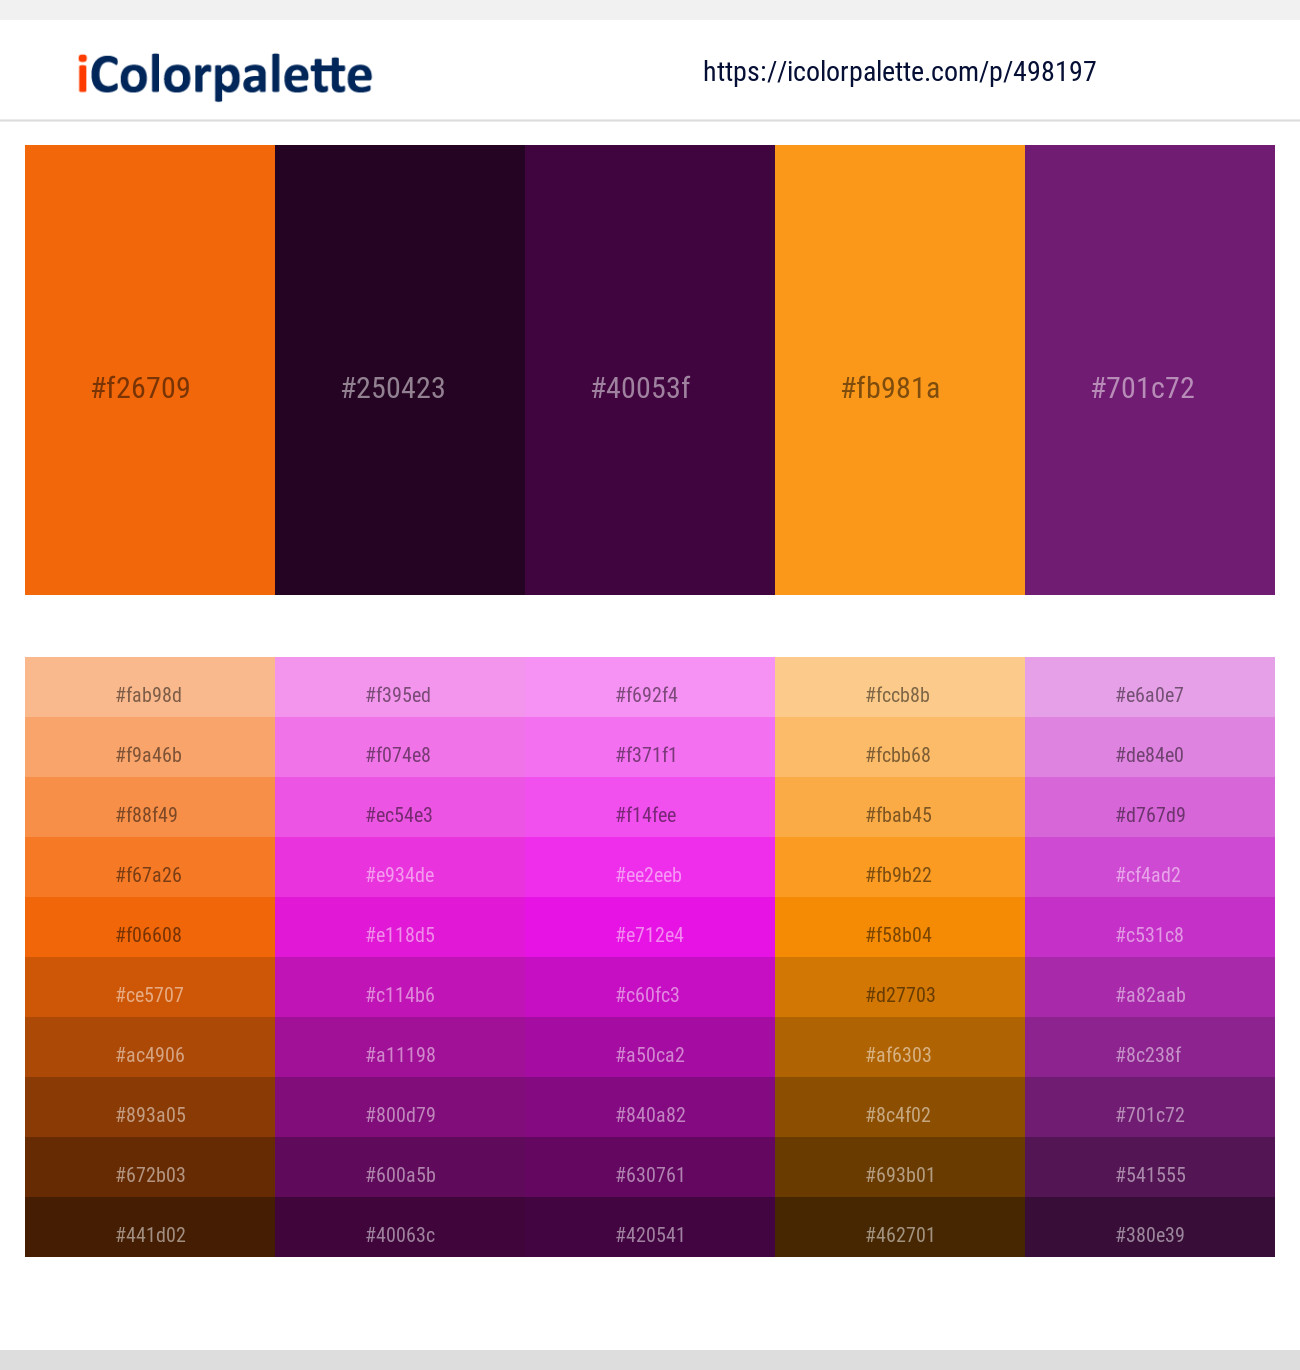 iColorpalette
https://icolorpalette.com/p/498197
#f26709 #250423 #40053f #fb981a #701c72
#fab98d #f395ed #f692f4 #fccb8b #e6a0e7
#f9a46b #f074e8 #f371f1 #fcbb68 #de84e0
#f88f49 #ec54e3 #f14fee #fbab45 #d767d9
#f67a26 #e934de #ee2eeb #fb9b22 #cf4ad2
#f06608 #e118d5 #e712e4 #f58b04 #c531c8
#ce5707 #c114b6 #c60fc3 #d27703 #a82aab
#ac4906 #a11198 #a50ca2 #af6303 #8c238f
#893a05 #800d79 #840a82 #8c4f02 #701c72
#672b03 #600a5b #630761 #693b01 #541555
#441d02 #40063c #420541 #462701 #380e39